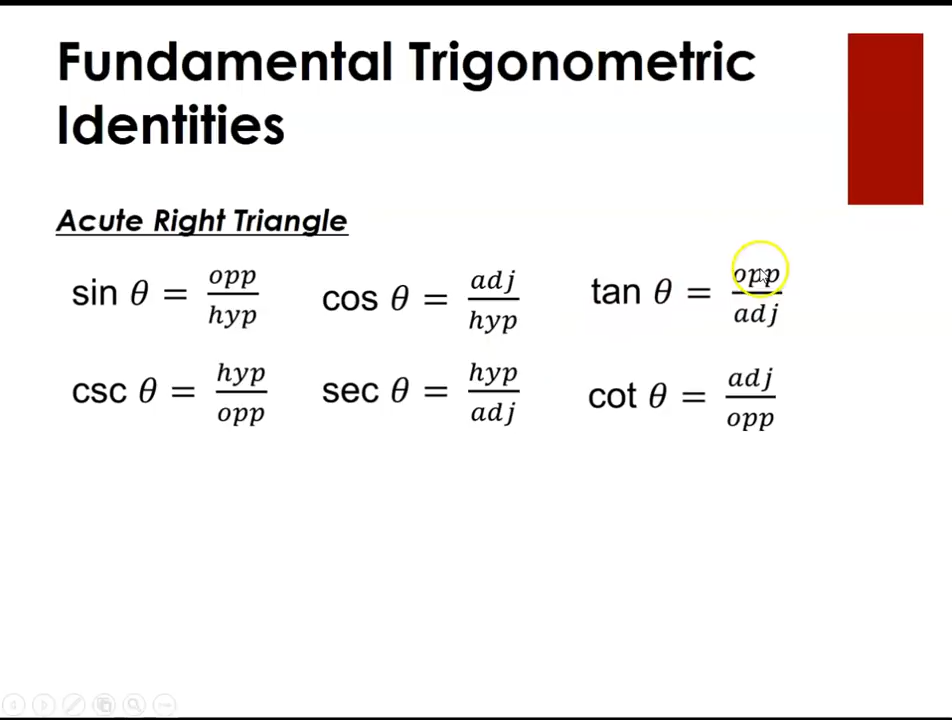 Fundamental Trigonometric
Identities
Acute Right Triangle
sin θ = opp/hyp cos θ = adj/hyp tan θ = opp/adj
csc θ = hyp/opp sec θ = hyp/adj cot θ = adj/opp